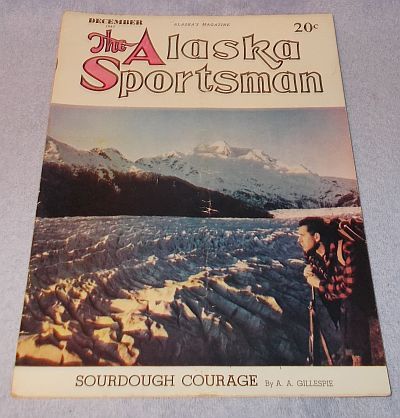 DECEMBER
ALASKA'S MAGAZINE
20c
The Alaska
Sportsman
SOURDOUGH COURAGE By A. A. GILLESPIE